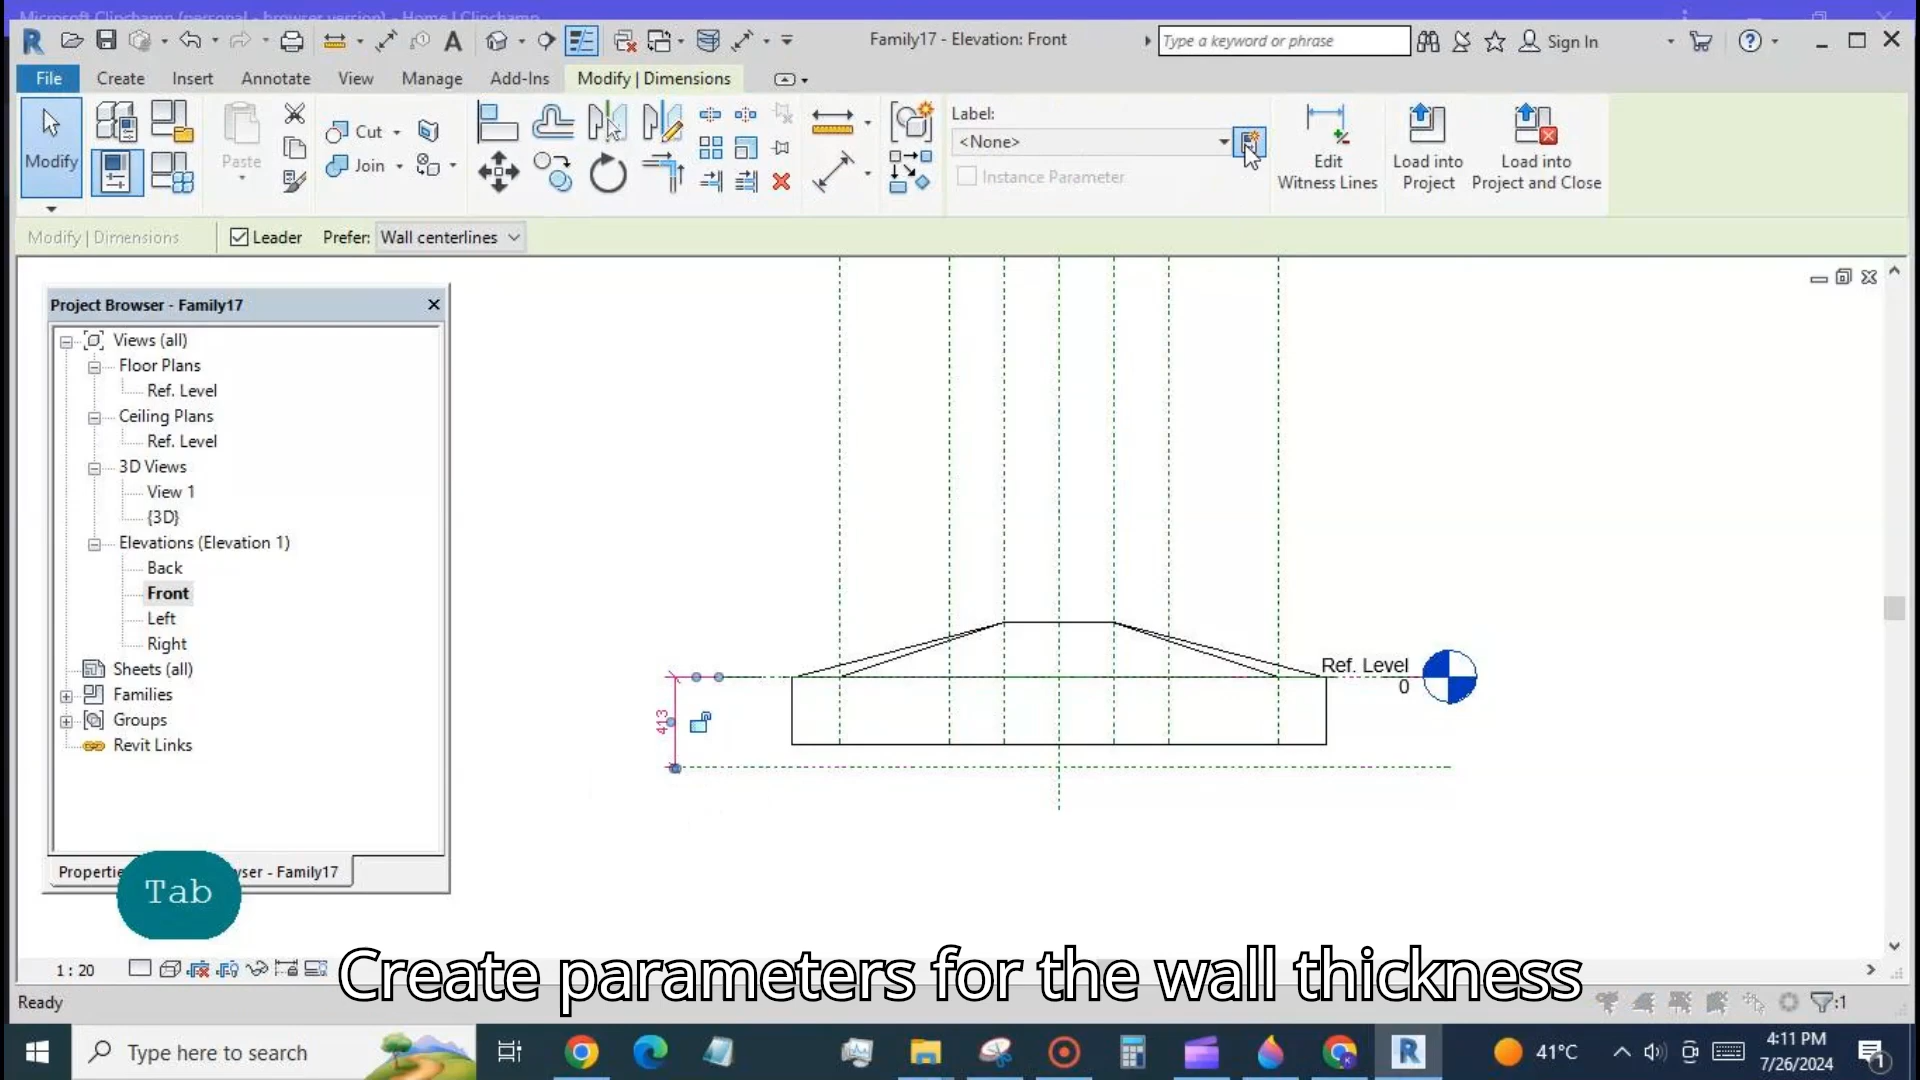 Microsoft Clipchamp (personal - browser version) - Home | Clipchamp
Family17 - Elevation: Front
Type a keyword or phrase
Sign In
File
Create
Insert
Annotate
View
Manage
Add-Ins
Modify | Dimensions
Modify
Paste
Cut
Join
Label:
<None>
Instance Parameter
Edit
Witness Lines
Load into
Project
Load into
Project and Close
Modify | Dimensions
Leader
Prefer:
Wall centerlines
Project Browser - Family17
Views (all)
Floor Plans
Ref. Level
Ceiling Plans
Ref. Level
3D Views
View 1
{3D}
Elevations (Elevation 1)
Back
Front
Left
Right
Sheets (all)
Families
Groups
Revit Links
Ref. Level
0
413
Tab
- Family17
1 : 20
Create parameters for the wall thickness
Ready
:1
Type here to search
41°C
4:11 PM
7/26/2024
1